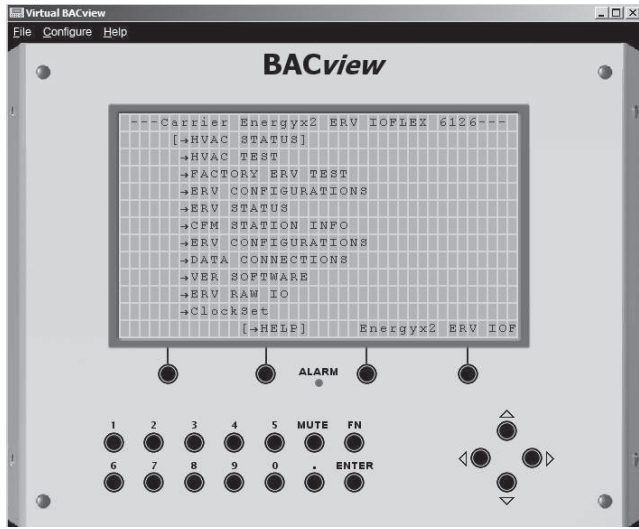 Virtual BACview
File Configure Help
BACview
---Carrier Energyx2 ERV IOFLEX 6126---
[→HVAC STATUS]
→HVAC TEST
→FACTORY ERV TEST
→ERV CONFIGURATIONS
→ERV STATUS
→CFM STATION INFO
→ERV CONFIGURATIONS
→DATA CONNECTIONS
→VER SOFTWARE
→ERV RAW IO
→ClockSet
[→HELP] Energyx2 ERV IOF
ALARM
1 2 3 4 5 MUTE FN
6 7 8 9 0 . ENTER